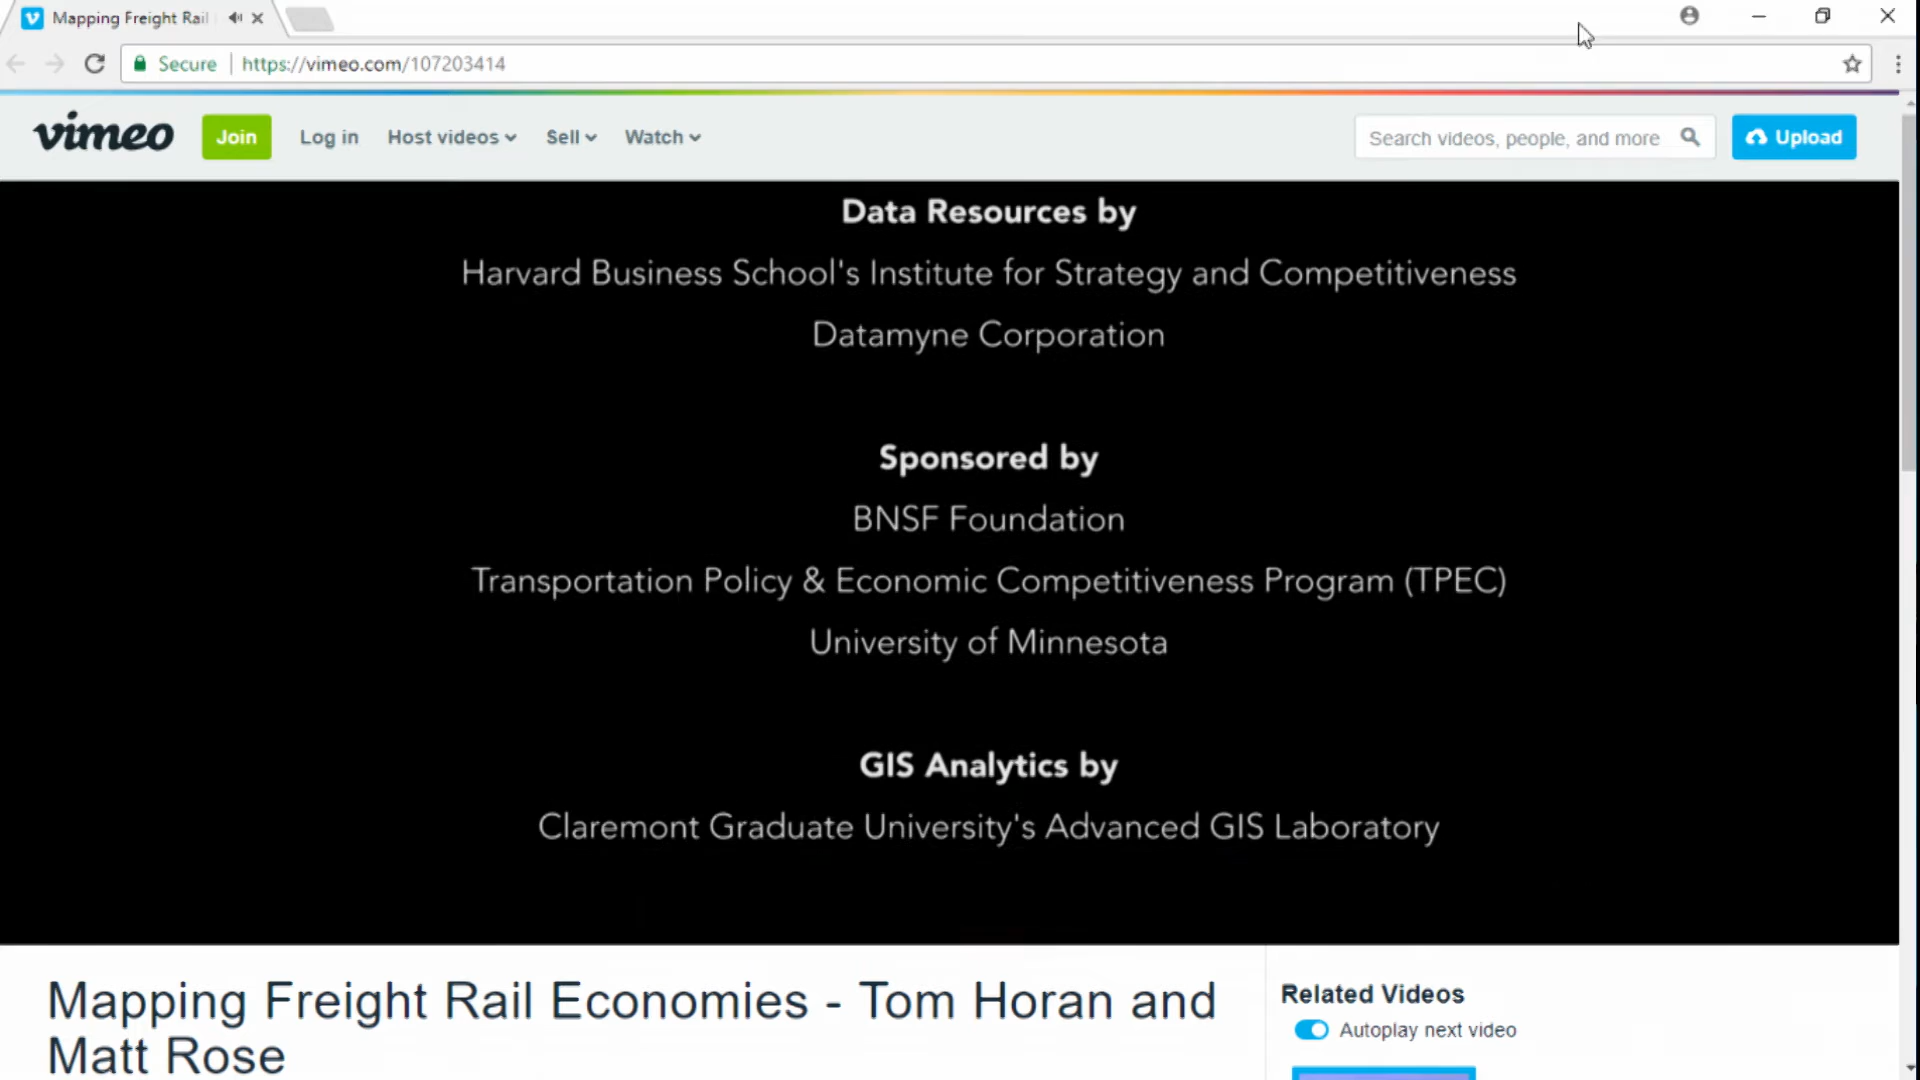 Mapping Freight Rail
Secure https://vimeo.com/107203414
vimeo Join Log in Host videos Sell Watch Search videos, people, and more Upload
Data Resources by
Harvard Business School's Institute for Strategy and Competitiveness
Datamyne Corporation
Sponsored by
BNSF Foundation
Transportation Policy & Economic Competitiveness Program (TPEC)
University of Minnesota
GIS Analytics by
Claremont Graduate University's Advanced GIS Laboratory
Mapping Freight Rail Economies - Tom Horan and
Matt Rose
Related Videos
Autoplay next video